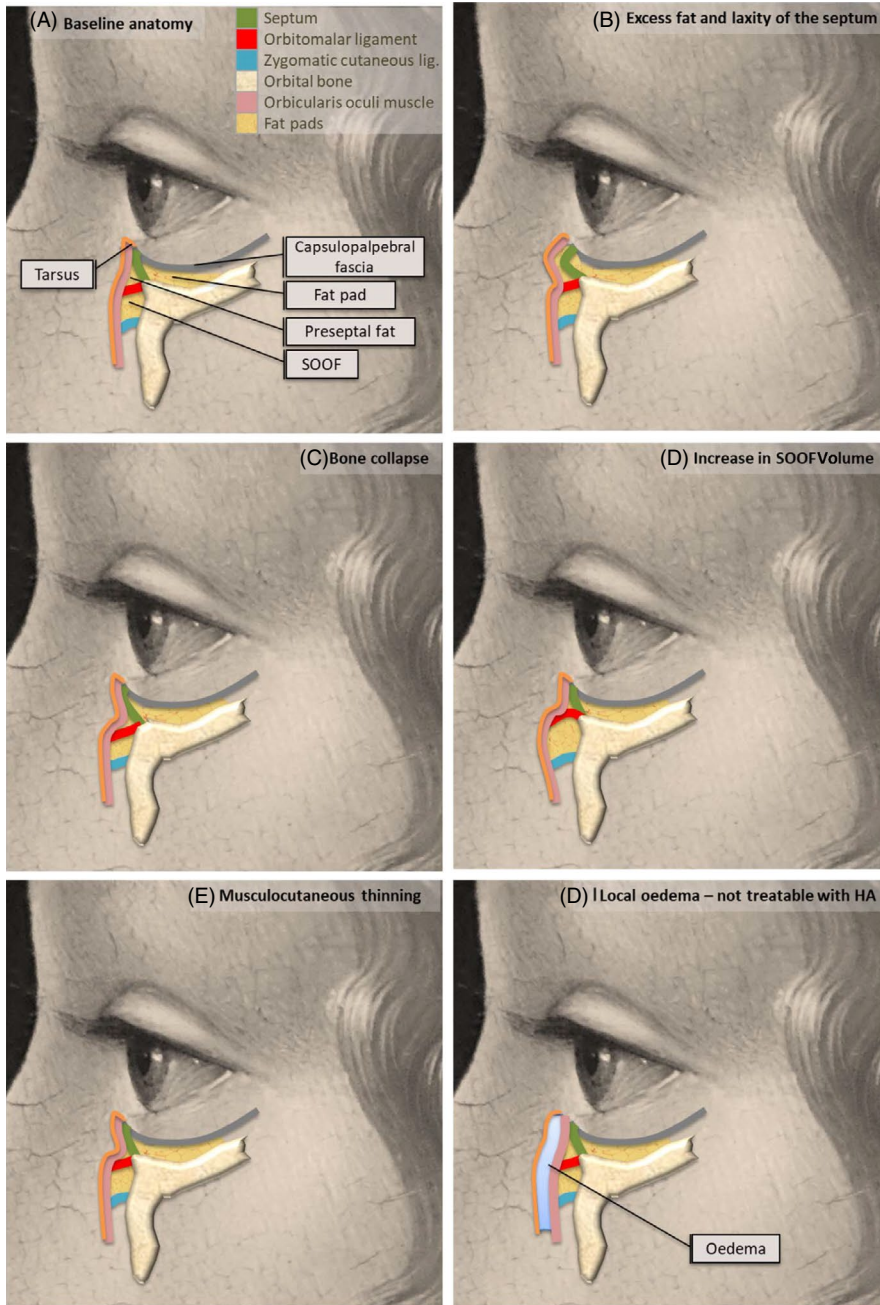 (A) Baseline anatomy
Septum
Orbitomalar ligament
Zygomatic cutaneous lig.
Orbital bone
Orbicularis oculi muscle
Fat pads
Tarsus
Capsulopalpebral
fascia
Fat pad
Preseptal fat
SOOF
(B) Excess fat and laxity of the septum
(C) Bone collapse
(D) Increase in SOOFVolume
(E) Musculocutaneous thinning
(D) lLocal oedema – not treatable with HA
Oedema